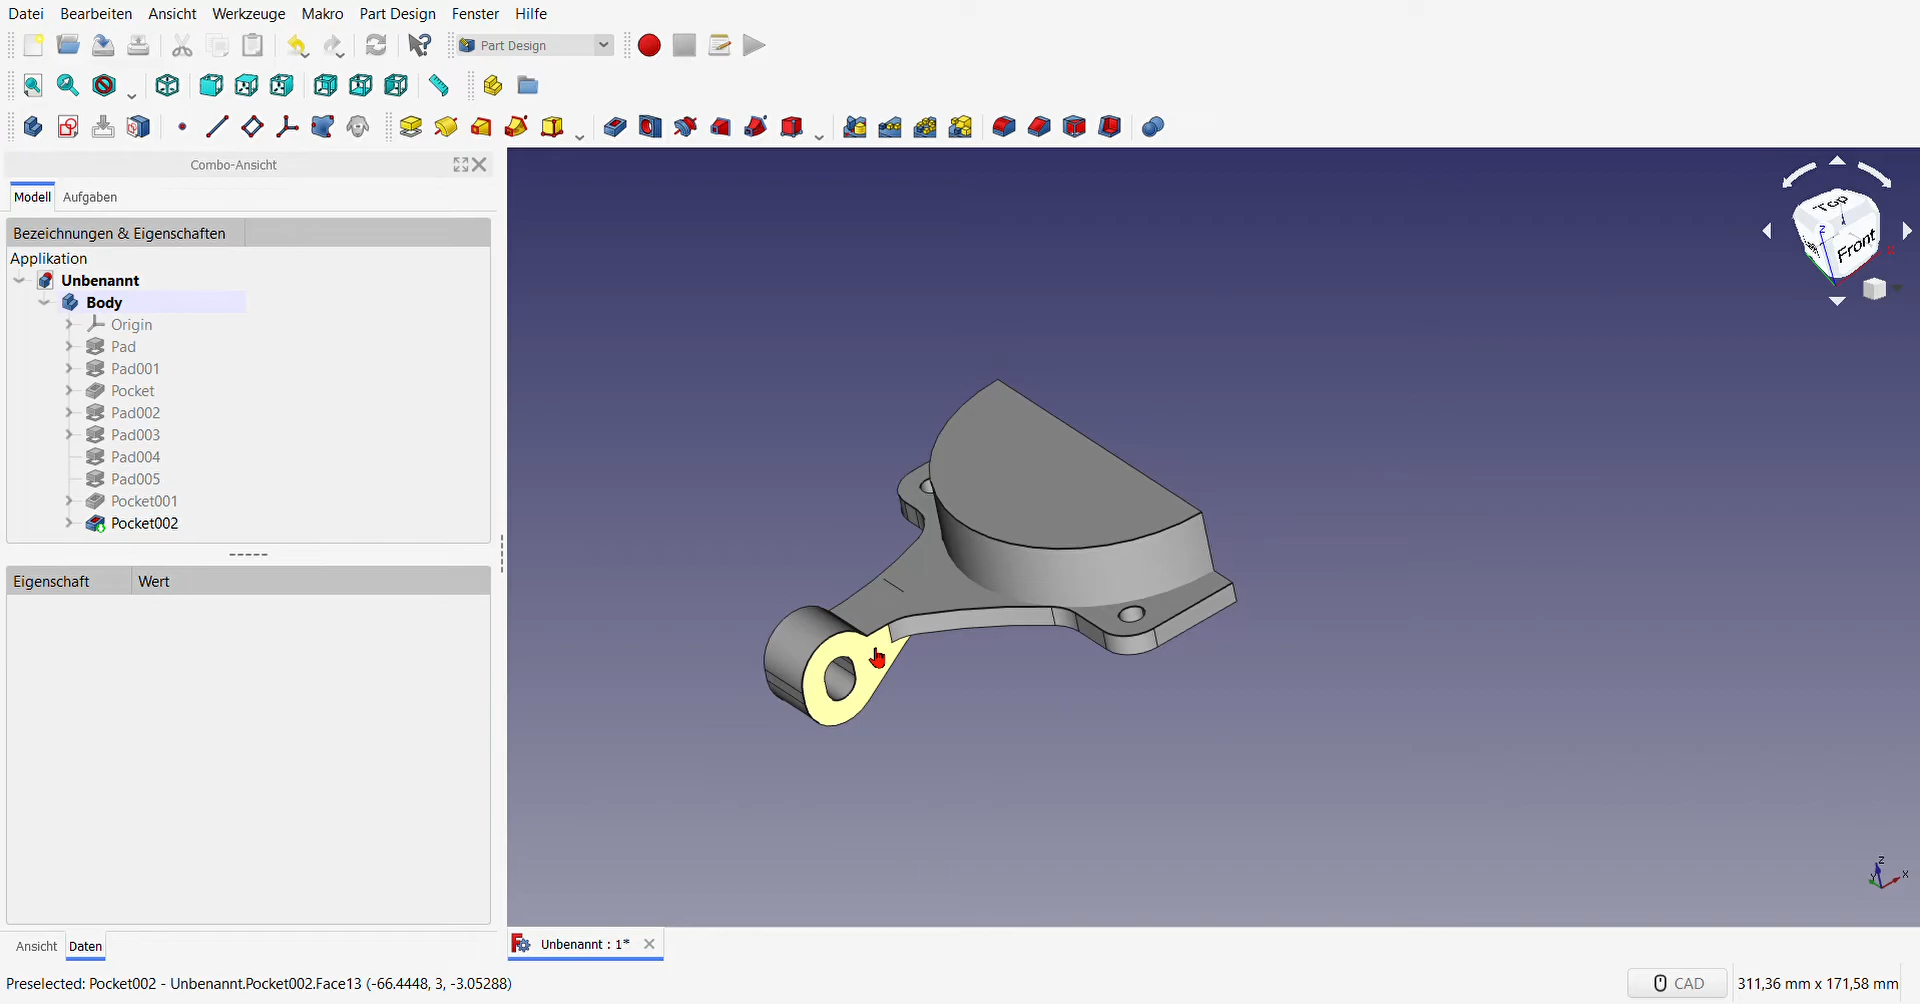 Datei Bearbeiten Ansicht Werkzeuge Makro Part Design Fenster Hilfe
Part Design
Combo-Ansicht
Modell Aufgaben
Bezeichnungen & Eigenschaften
Applikation
Unbenannt
Body
Origin
Pad
Pad001
Pocket
Pad002
Pad003
Pad004
Pad005
Pocket001
Pocket002
Eigenschaft Wert
Ansicht Daten
Top
Front
Z
Z
X
Y
Unbenannt : 1*
Preselected: Pocket002 - Unbenannt.Pocket002.Face13 (-66.4448, 3, -3.05288)
CAD
311,36 mm x 171,58 mm